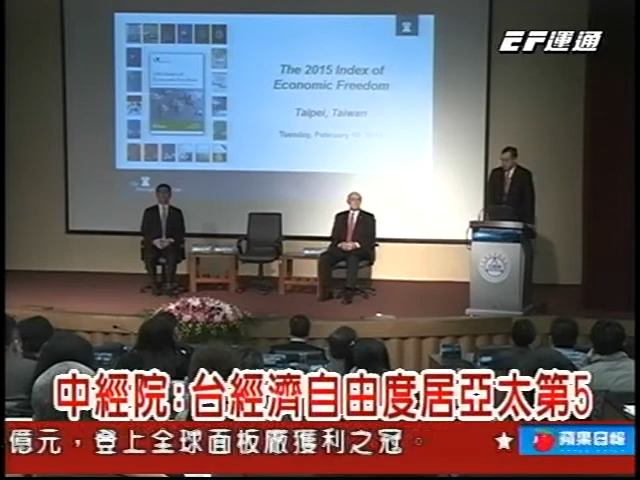 EF運通
The 2015 Index of
Economic Freedom
Taipei, Taiwan
Tuesday, February
中經院:台經濟自由度居亞太第5
億元，登上全球面板廠獲利之冠。
蘋果日報